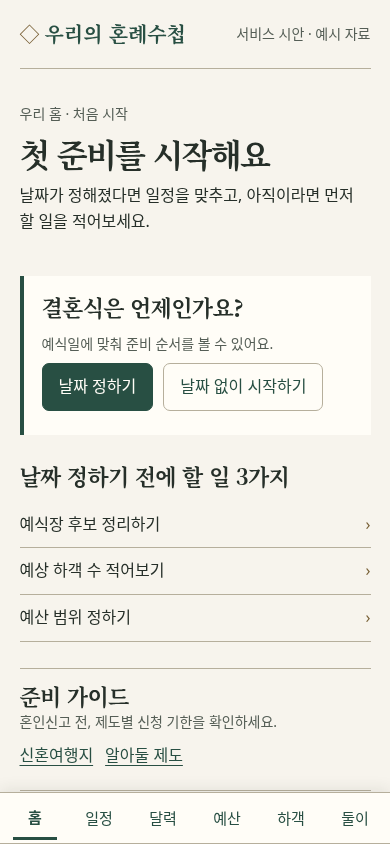 우리의 혼례수첩
서비스 시안 · 예시 자료
우리 홈 · 처음 시작
첫 준비를 시작해요
날짜가 정해졌다면 일정을 맞추고, 아직이라면 먼저
할 일을 적어보세요.
결혼식은 언제인가요?
예식일에 맞춰 준비 순서를 볼 수 있어요.
날짜 정하기
날짜 없이 시작하기
날짜 정하기 전에 할 일 3가지
예식장 후보 정리하기
예상 하객 수 적어보기
예산 범위 정하기
준비 가이드
혼인신고 전, 제도별 신청 기한을 확인하세요.
신혼여행지 알아둘 제도
홈 일정 달력 예산 하객 둘이